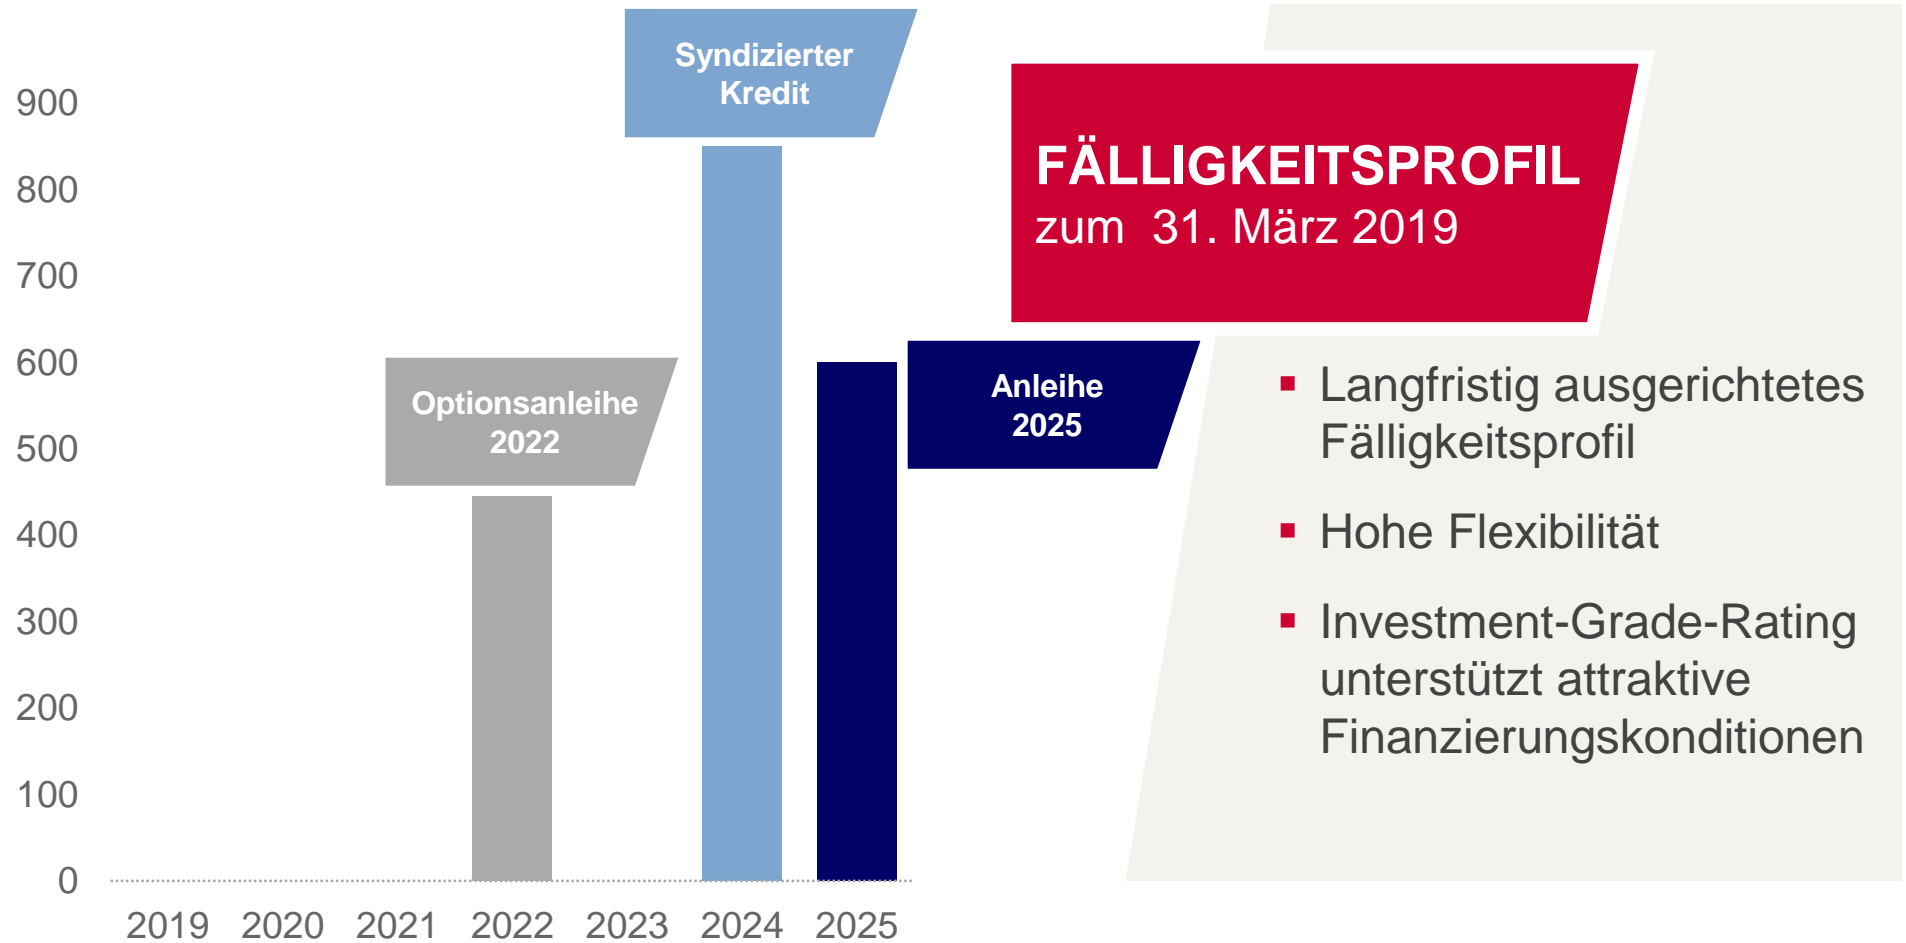 Syndizierter
Kredit
FÄLLIGKEITSPROFIL
zum 31. März 2019
900
800
700
600
500
400
300
200
100
0
Optionsanleihe
2022
Anleihe
2025
2019 2020 2021 2022 2023 2024 2025
▪ Langfristig ausgerichtetes
Fälligkeitsprofil
▪ Hohe Flexibilität
▪ Investment-Grade-Rating
unterstützt attraktive
Finanzierungskonditionen